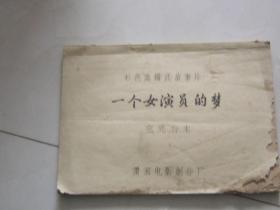 彩色宽银幕故事片
一个女演员的梦
完成台本
潇湘电影制片厂